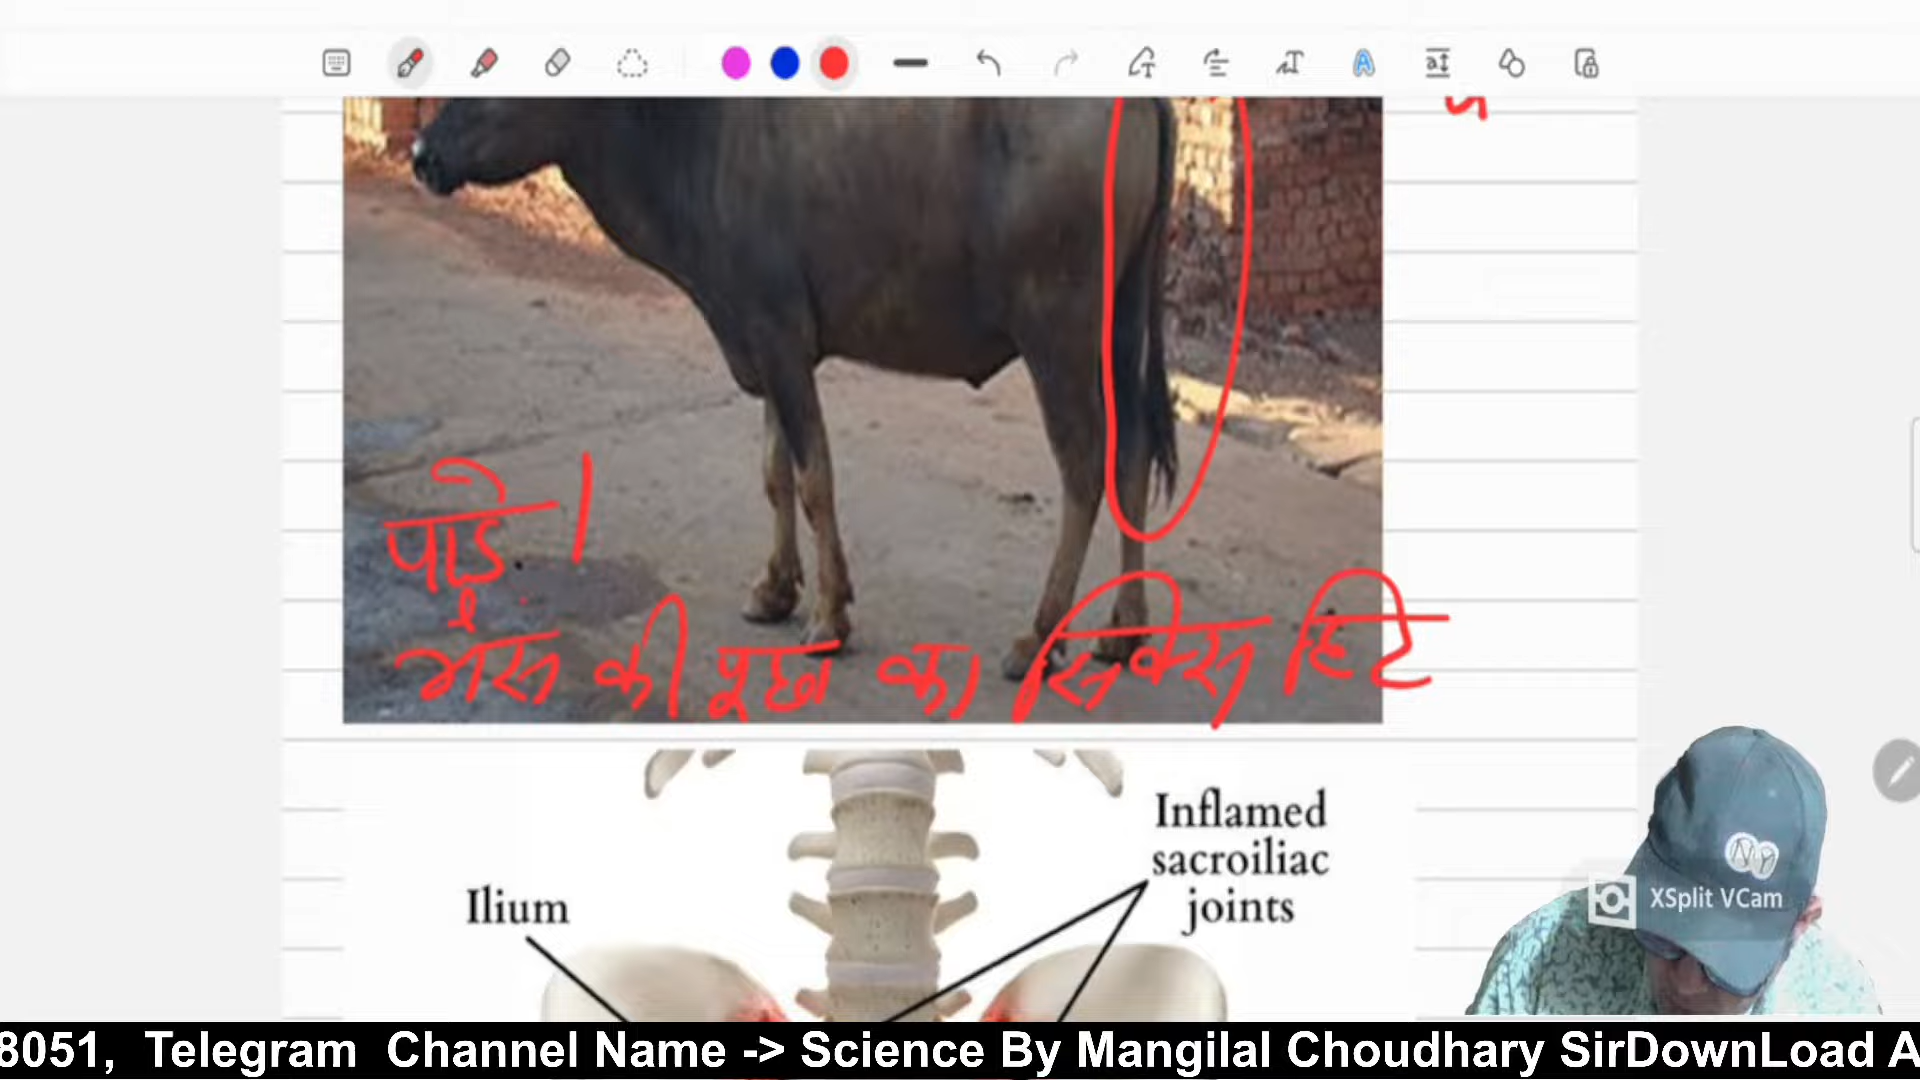 पाडे।
भैंस की पूछ का
Inflamed
sacroiliac
joints
Ilium
XSplit VCam
8051, Telegram Channel Name -> Science By Mangilal Choudhary SirDownLoad A